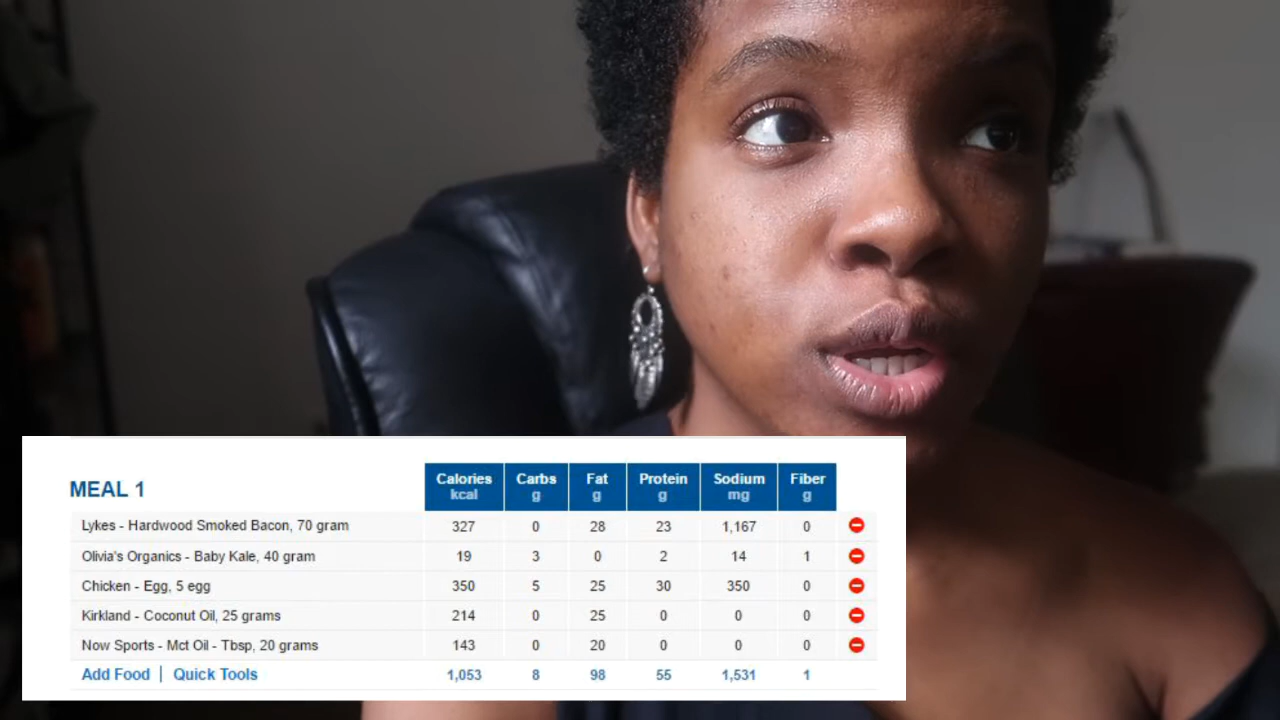 MEAL 1 Calories kcal Carbs g Fat g Protein g Sodium mg Fiber g
Lykes - Hardwood Smoked Bacon, 70 gram 327 0 28 23 1,167 0
Olivia's Organics - Baby Kale, 40 gram 19 3 0 2 14 1
Chicken - Egg, 5 egg 350 5 25 30 350 0
Kirkland - Coconut Oil, 25 grams 214 0 25 0 0 0
Now Sports - Mct Oil - Tbsp, 20 grams 143 0 20 0 0 0
Add Food | Quick Tools 1,053 8 98 55 1,531 1